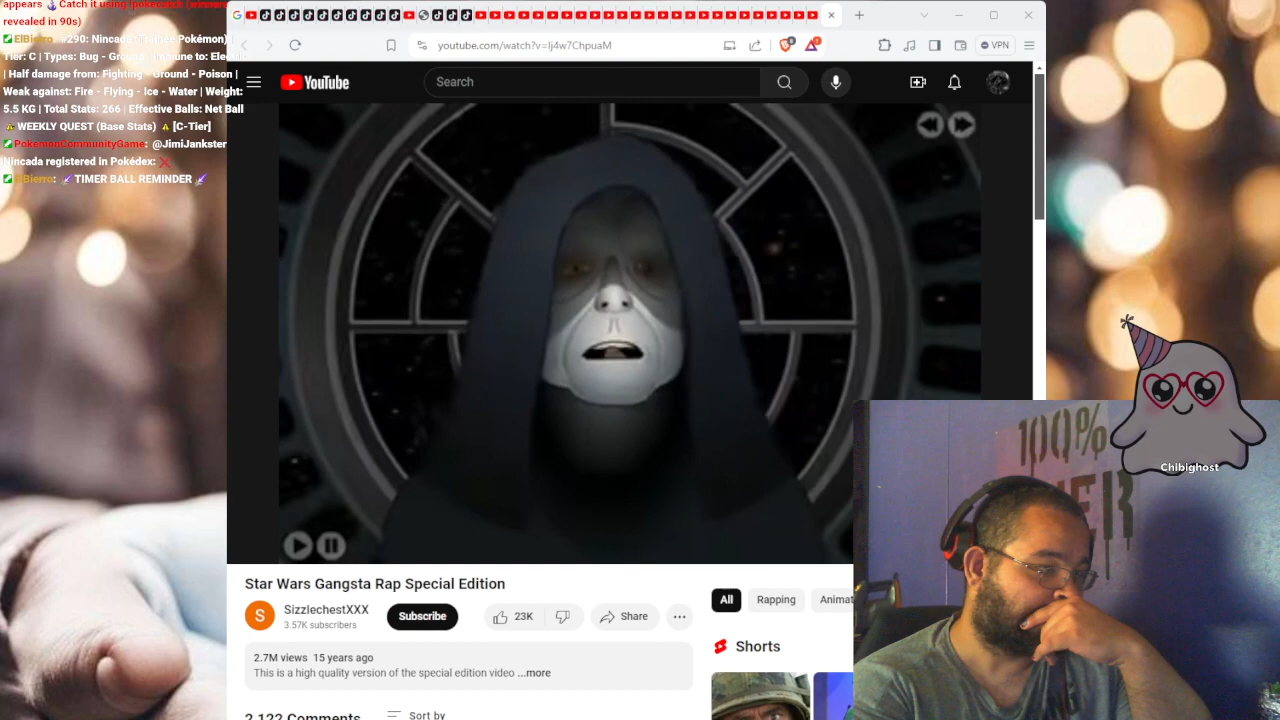 appears Catch it using !pokecatch (winners
revealed in 90s)
ElBierro #290: Nincada
Tier: C | Types: Bug - Ground Immune to:
| Half damage from: Fighting - Ground - Poison |
Weak against: Fire - Flying - Ice - Water | Weight:
5.5 KG | Total Stats: 266 | Effective Balls: Net Ball
WEEKLY QUEST (Base Stats) [C-Tier]
PokemonCommunityGame: @JimiJankster
Nincada registered in Pokédex: ❌
ElBierro: TIMER BALL REMINDER
youtube.com/watch?v=lj4w7ChpuaM
VPN
YouTube
Search
Star Wars Gangsta Rap Special Edition
S
SizzlechestXXX
3.57K subscribers
Subscribe
23K
Share
2.7M views 15 years ago
This is a high quality version of the special edition video ...more
2,122 Comments
Sort by
All
Rapping
Animat
Shorts
100%
Chibighost